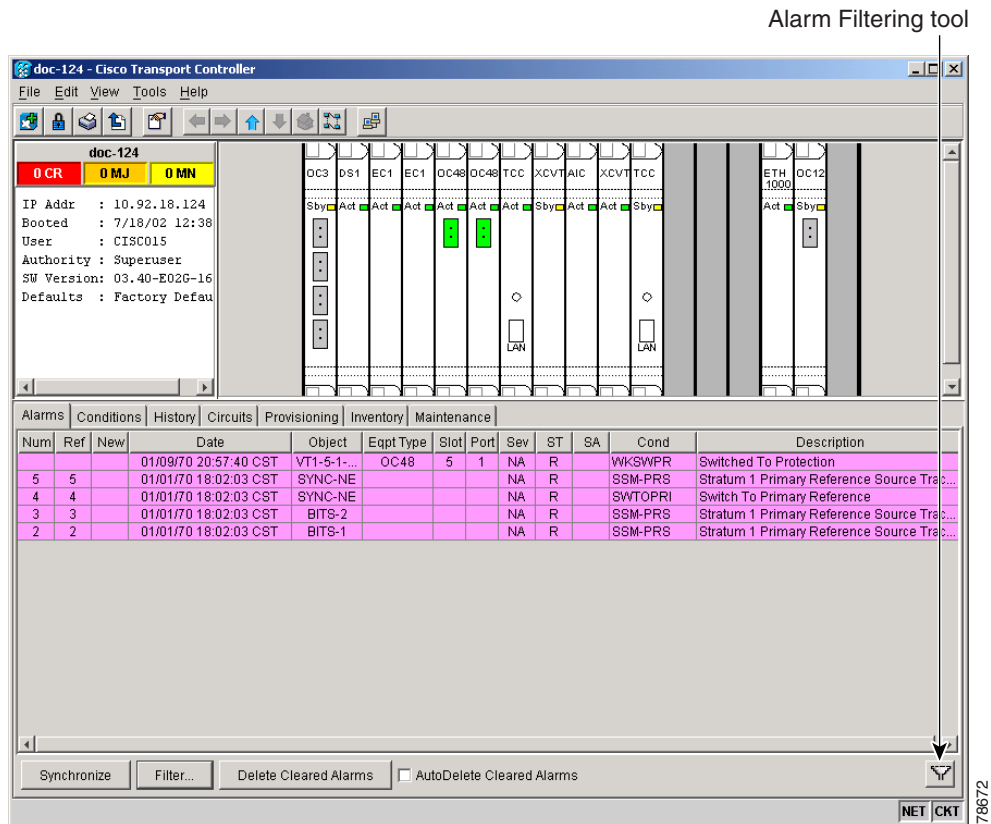 Alarm Filtering tool
doc-124 - Cisco Transport Controller
File Edit View Tools Help
doc-124
0 CR 0 MJ 0 MN
IP Addr : 10.92.18.124
Booted : 7/18/02 12:38
User : CISCO15
Authority : Superuser
SW Version: 03.40-E02G-16
Defaults : Factory Defau
OC3 DS1 EC1 EC1 OC48 OC48 TCC XCVT AIC XCVT TCC ETH 1000 OC12
Sby Act Act Act Act Act Act Sby Act Act Sby Act Sby
LAN LAN
Alarms Conditions History Circuits Provisioning Inventory Maintenance
Num Ref New Date Object Eqpt Type Slot Port Sev ST SA Cond Description
01/09/70 20:57:40 CST VT1-5-1-... OC48 5 1 NA R WKSWPR Switched To Protection
5 5 01/01/70 18:02:03 CST SYNC-NE NA R SSM-PRS Stratum 1 Primary Reference Source Trac...
4 4 01/01/70 18:02:03 CST SYNC-NE NA R SWTOPRI Switch To Primary Reference
3 3 01/01/70 18:02:03 CST BITS-2 NA R SSM-PRS Stratum 1 Primary Reference Source Trac...
2 2 01/01/70 18:02:03 CST BITS-1 NA R SSM-PRS Stratum 1 Primary Reference Source Trac...
Synchronize Filter... Delete Cleared Alarms AutoDelete Cleared Alarms
NET CKT
78672